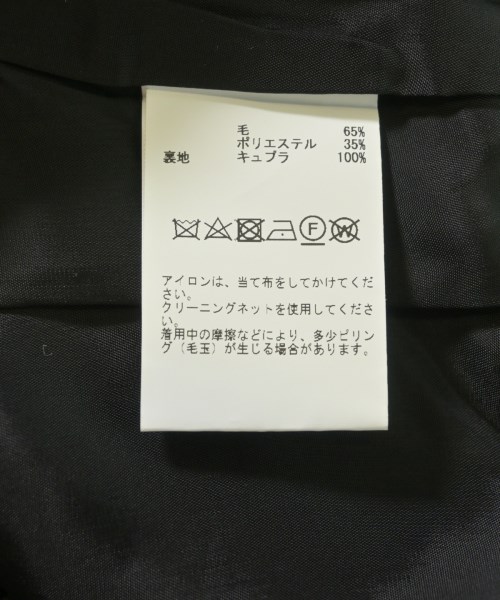 毛 65%
ポリエステル 35%
裏地 キュプラ 100%
F W
アイロンは、当て布をしてかけてくだ
さい。
クリーニングネットを使用してくださ
い。
着用中の摩擦などにより、多少ピリン
グ（毛玉）が生じる場合があります。